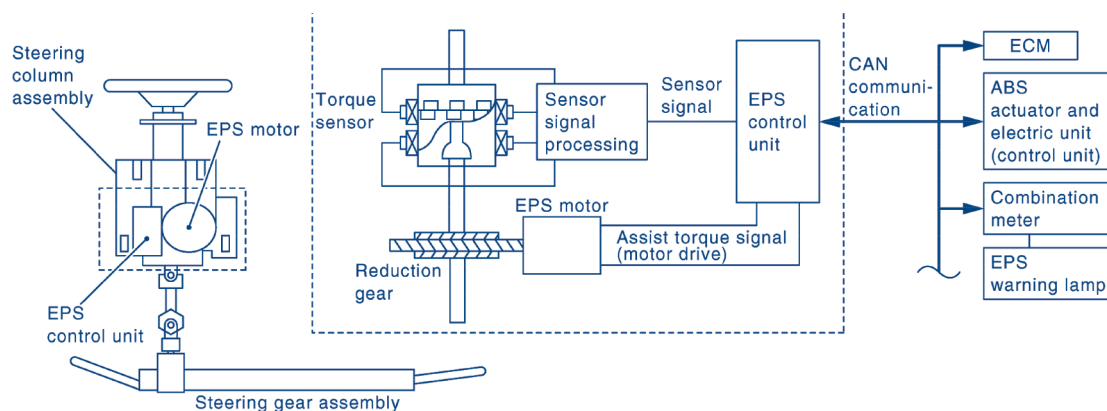 Steering
column
assembly
EPS motor
EPS
control unit
Steering gear assembly
Torque
sensor
Sensor
signal
processing
Sensor
signal
EPS
control
unit
EPS motor
Assist torque signal
(motor drive)
Reduction
gear
CAN
communi-
cation
ECM
ABS
actuator and
electric unit
(control unit)
Combination
meter
EPS
warning lamp